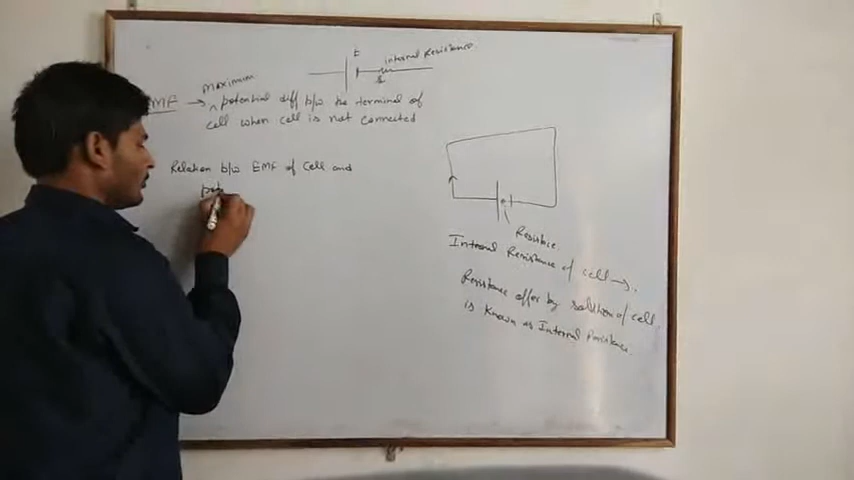 E
internal Resistance
r
EMF → Maximum
potential diff b/w the terminal of
cell when cell is not connected
Relation b/w EMF of Cell and
pot
Resistance.
Internal Resistance of cell →.
Resistance offer by solution of cell
is Known as Internal Resistance.